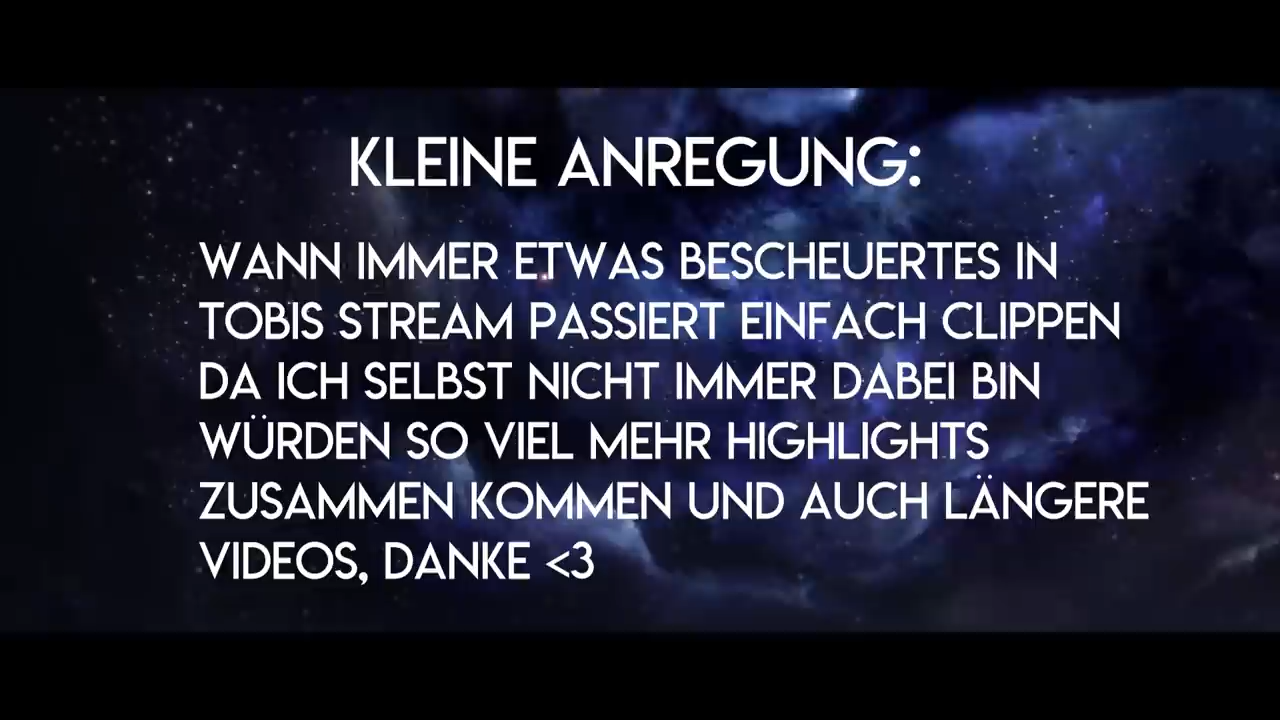 KLEINE ANREGUNG:
WANN IMMER ETWAS BESCHEUERTES IN
TOBIS STREAM PASSIERT EINFACH CLIPPEN
DA ICH SELBST NICHT IMMER DABEI BIN
WÜRDEN SO VIEL MEHR HIGHLIGHTS
ZUSAMMEN KOMMEN UND AUCH LÄNGERE
VIDEOS, DANKE <3